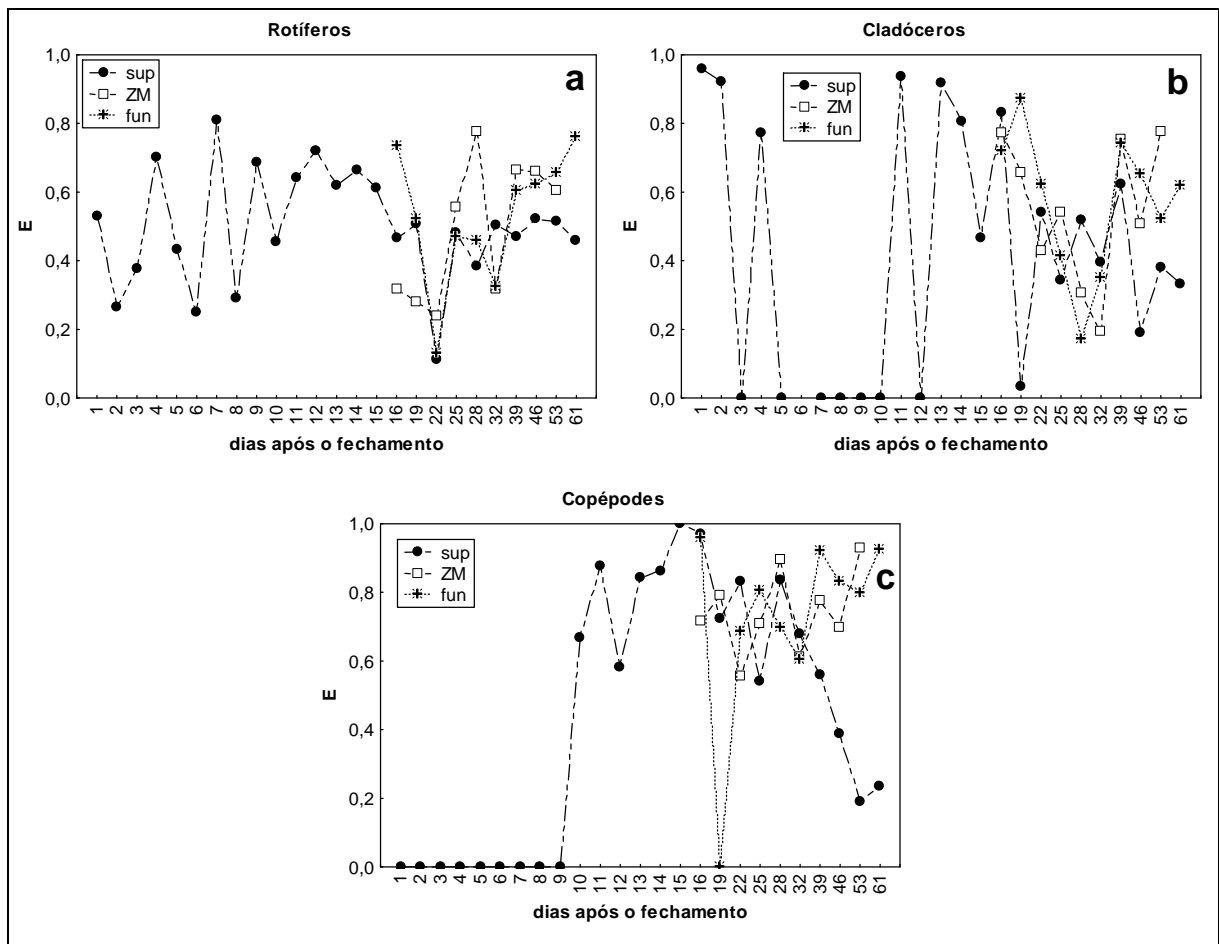 Rotíferos
a
sup
ZM
fun
1,0
0,8
0,6
0,4
0,2
0,0
E
1 2 3 4 5 6 7 8 9 10 11 12 13 14 15 16 19 22 25 28 32 39 46 53 61
dias após o fechamento
Cladóceros
b
sup
ZM
fun
1,0
0,8
0,6
0,4
0,2
0,0
E
1 2 3 4 5 6 7 8 9 10 11 12 13 14 15 16 19 22 25 28 32 39 46 53 61
dias após o fechamento
Copépodes
c
sup
ZM
fun
1,0
0,8
0,6
0,4
0,2
0,0
E
1 2 3 4 5 6 7 8 9 10 11 12 13 14 15 16 19 22 25 28 32 39 46 53 61
dias após o fechamento